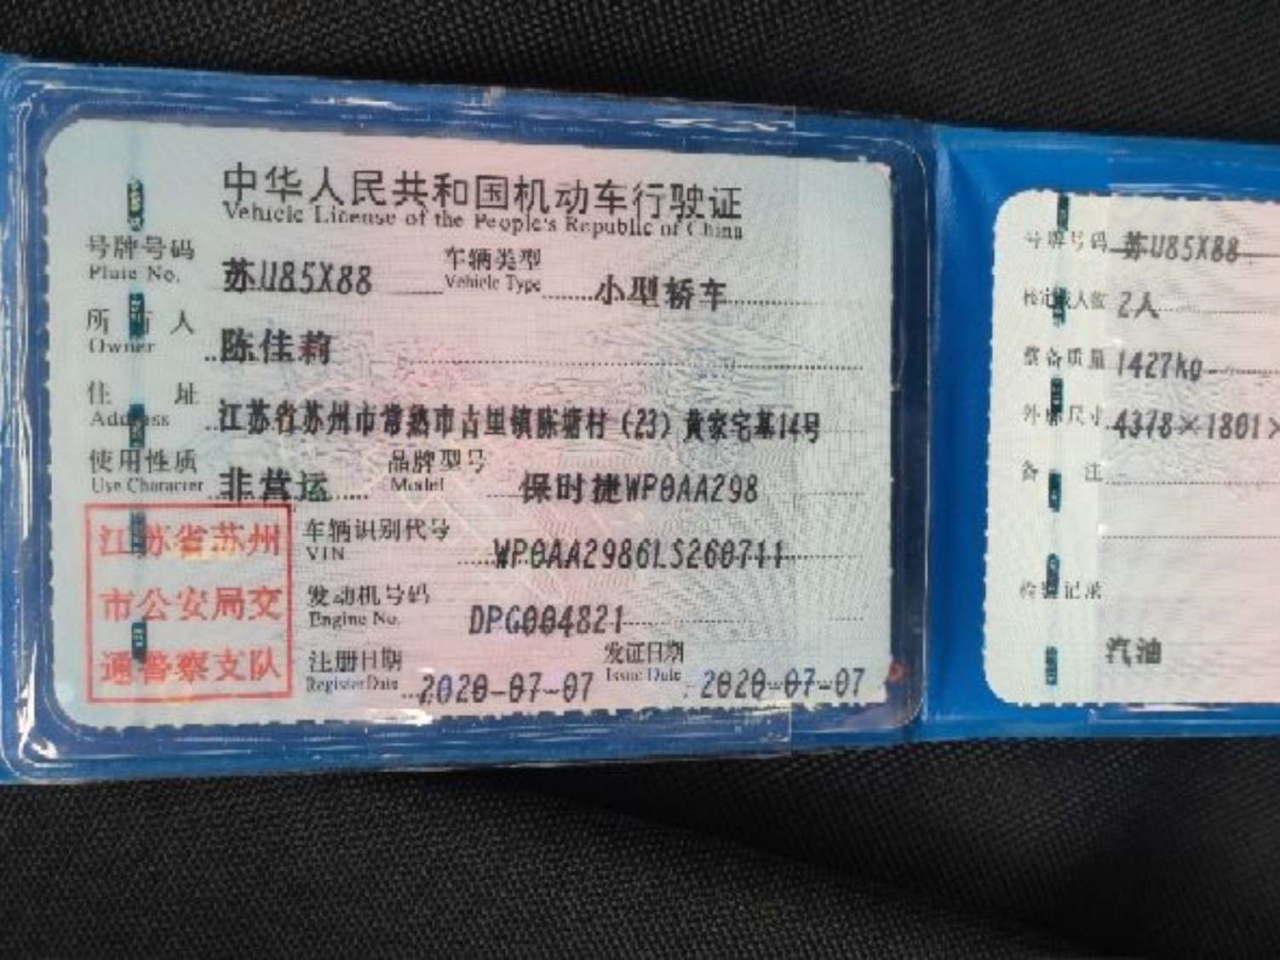 中华人民共和国机动车行驶证
Vehicle License of the People's Republic of China
号牌号码 苏U85X88 车辆类型 小型轿车
Plate No. Vehicle Type
所有人 陈佳莉
Owner
住址 江苏省苏州市常熟市古里镇陈塘村（23）黄家宅基14号
Address
使用性质 非营运 品牌型号 保时捷WP0AA298
Use Character Model
江苏省苏州
市公安局交
通警察支队
车辆识别代号 WP0AA2986LS260711
VIN
发动机号码 DPG004821
Engine No.
注册日期 2020-07-07 发证日期 2020-07-07
Register Date Issue Date
号牌号码 苏U85X88
核定载人数 2人
整备质量 1427kg
外廓尺寸 4378×1801×
备注
检验记录
汽油